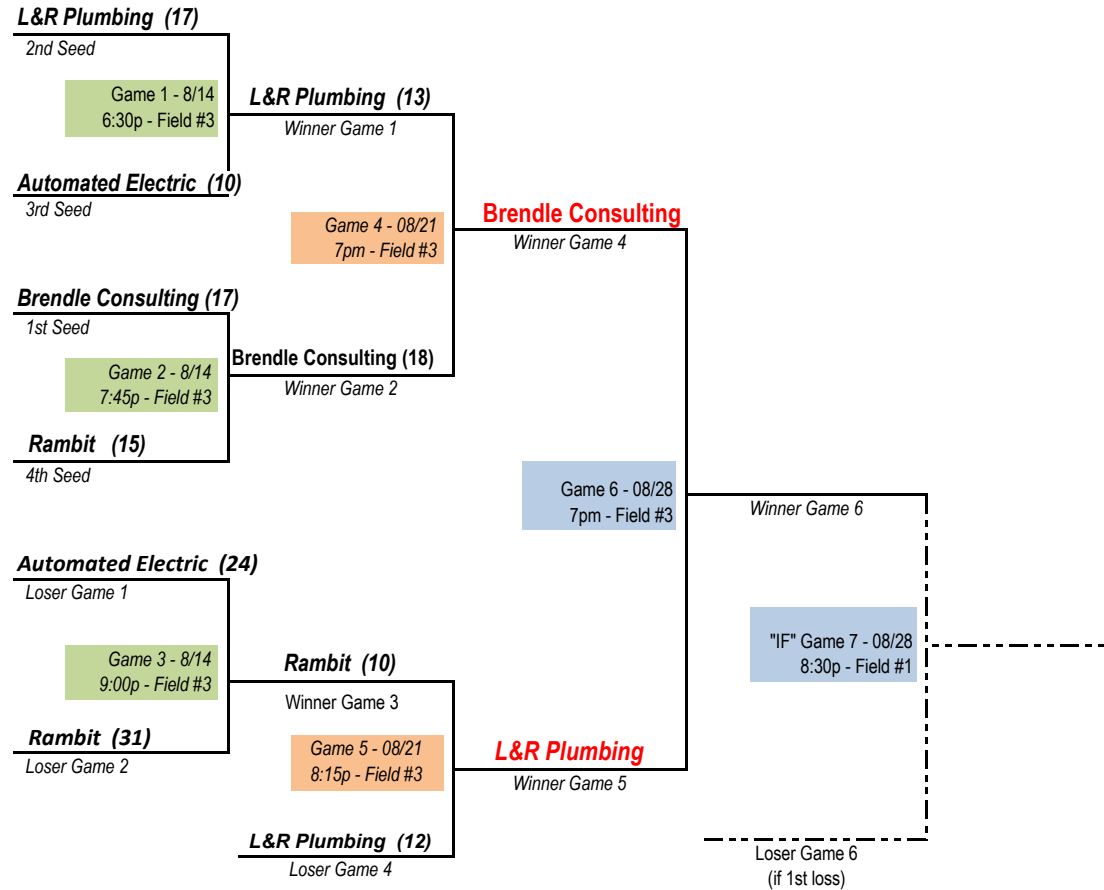 L&R Plumbing (17)
2nd Seed
Game 1 - 8/14
6:30p - Field #3
L&R Plumbing (13)
Winner Game 1
Automated Electric (10)
3rd Seed
Game 4 - 08/21
7pm - Field #3
Brendle Consulting
Winner Game 4
Brendle Consulting (17)
1st Seed
Game 2 - 8/14
7:45p - Field #3
Brendle Consulting (18)
Winner Game 2
Rambit (15)
4th Seed
Game 6 - 08/28
7pm - Field #3
Winner Game 6
Automated Electric (24)
Loser Game 1
Game 3 - 8/14
9:00p - Field #3
Rambit (10)
Winner Game 3
"IF" Game 7 - 08/28
8:30p - Field #1
Rambit (31)
Loser Game 2
Game 5 - 08/21
8:15p - Field #3
L&R Plumbing
Winner Game 5
L&R Plumbing (12)
Loser Game 4
Loser Game 6
(if 1st loss)